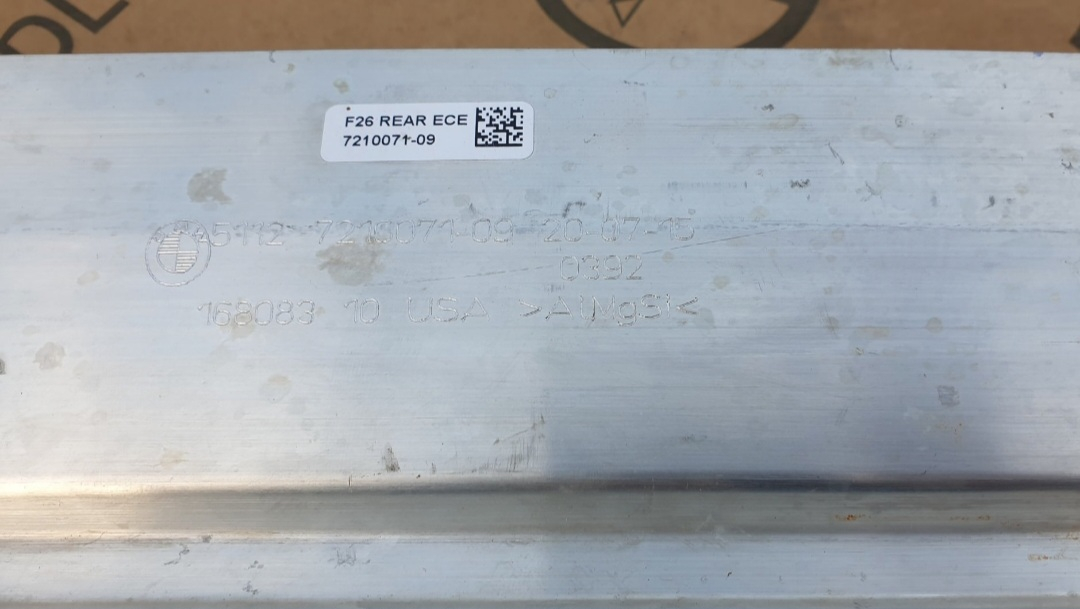 F26 REAR ECE
7210071-09
5112 7210071-09 20-07-15
0392
168083 10 USA >AlMgSi<